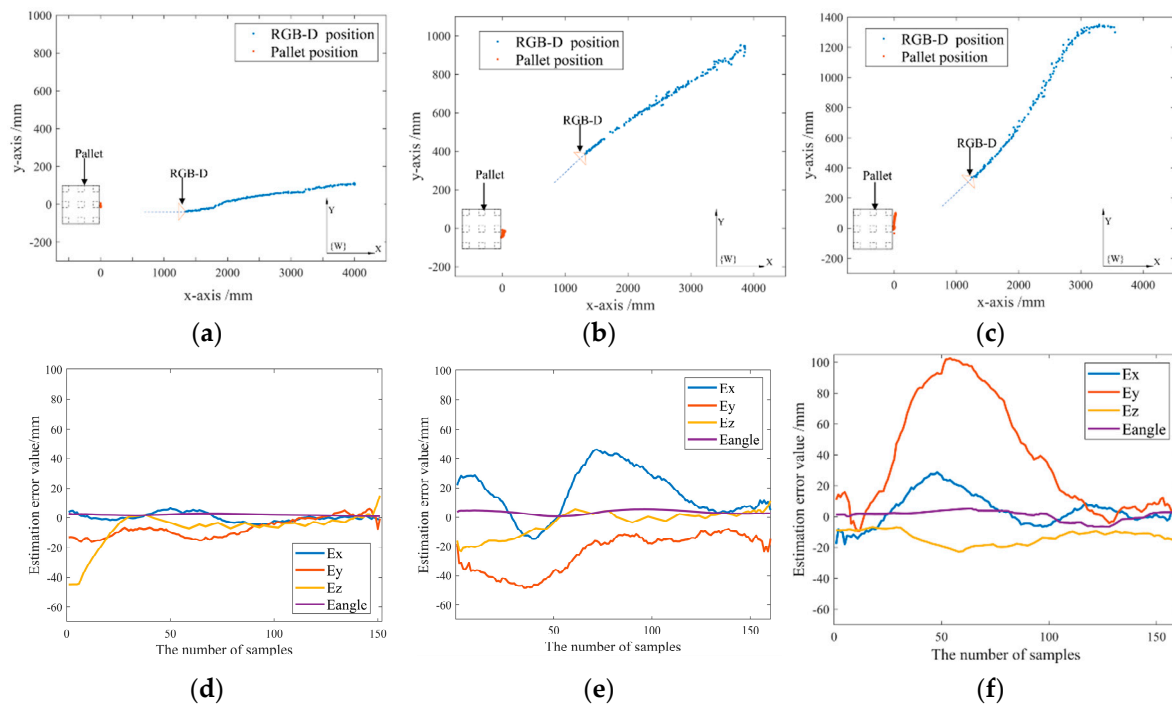 1000
800
600
400
200
0
-200
y-axis /mm
RGB-D position
Pallet position
Pallet
RGB-D
Y
{W}
X
0
1000
2000
3000
4000
x-axis /mm
(a)
1000
800
600
400
200
0
-200
y-axis /mm
RGB-D position
Pallet position
RGB-D
Pallet
Y
{W}
X
0
1000
2000
3000
4000
x-axis /mm
(b)
1400
1200
1000
800
600
400
200
0
-200
y-axis /mm
RGB-D position
Pallet position
RGB-D
Pallet
Y
{W}
X
0
1000
2000
3000
4000
x-axis /mm
(c)
100
80
60
40
20
0
-20
-40
-60
Estimation error value/mm
Ex
Ey
Ez
Eangle
0
50
100
150
The number of samples
(d)
100
80
60
40
20
0
-20
-40
-60
Estimation error value/mm
Ex
Ey
Ez
Eangle
50
100
150
The number of samples
(e)
100
80
60
40
20
0
-20
-40
-60
Estimation error value /mm
Ex
Ey
Ez
Eangle
0
50
100
150
The number of samples
(f)